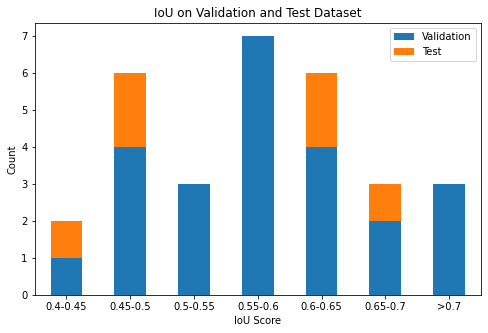 IoU on Validation and Test Dataset
Validation
Test
Count
7
6
5
4
3
2
1
0
0.4-0.45 0.45-0.5 0.5-0.55 0.55-0.6 0.6-0.65 0.65-0.7 >0.7
IoU Score